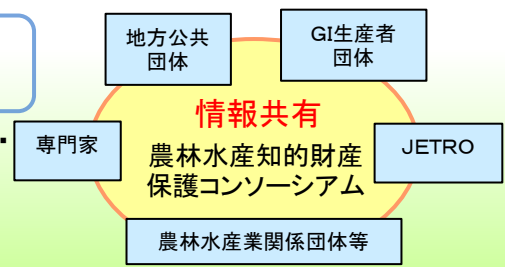 地方公共
団体
GI生産者
団体
情報共有
専門家
農林水産知的財産
保護コンソーシアム
JETRO
農林水産業関係団体等